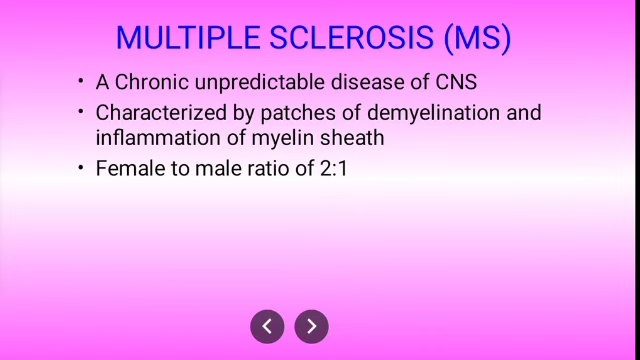 MULTIPLE SCLEROSIS (MS)
• A Chronic unpredictable disease of CNS
• Characterized by patches of demyelination and
inflammation of myelin sheath
• Female to male ratio of 2:1